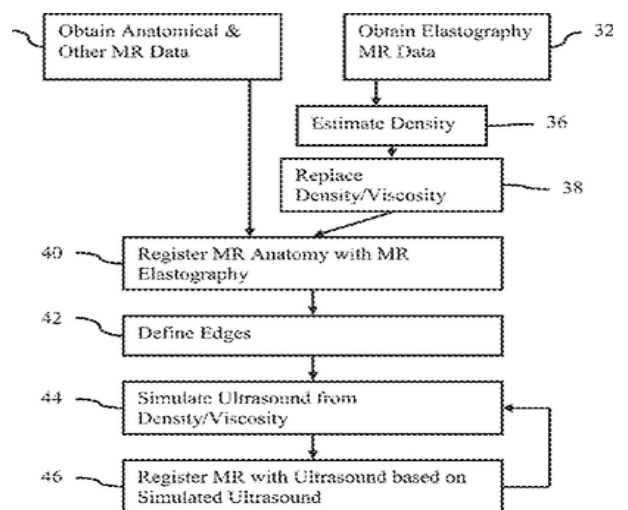 Obtain Anatomical &
Other MR Data
Obtain Elastography
MR Data
32
Estimate Density
36
Replace
Density/Viscosity
38
40
Register MR Anatomy with MR
Elastography
42
Define Edges
44
Simulate Ultrasound from
Density/Viscosity
46
Register MR with Ultrasound based on
Simulated Ultrasound